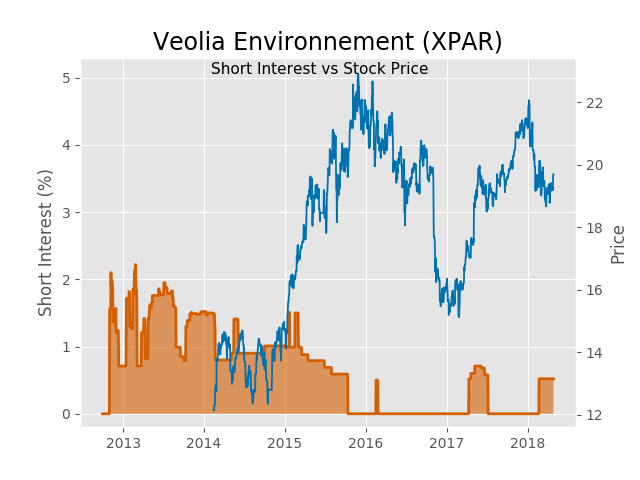 Veolia Environnement (XPAR)
Short Interest vs Stock Price
Short Interest (%)
5
4
3
2
1
0
22
20
18
16
14
12
Price
2013 2014 2015 2016 2017 2018